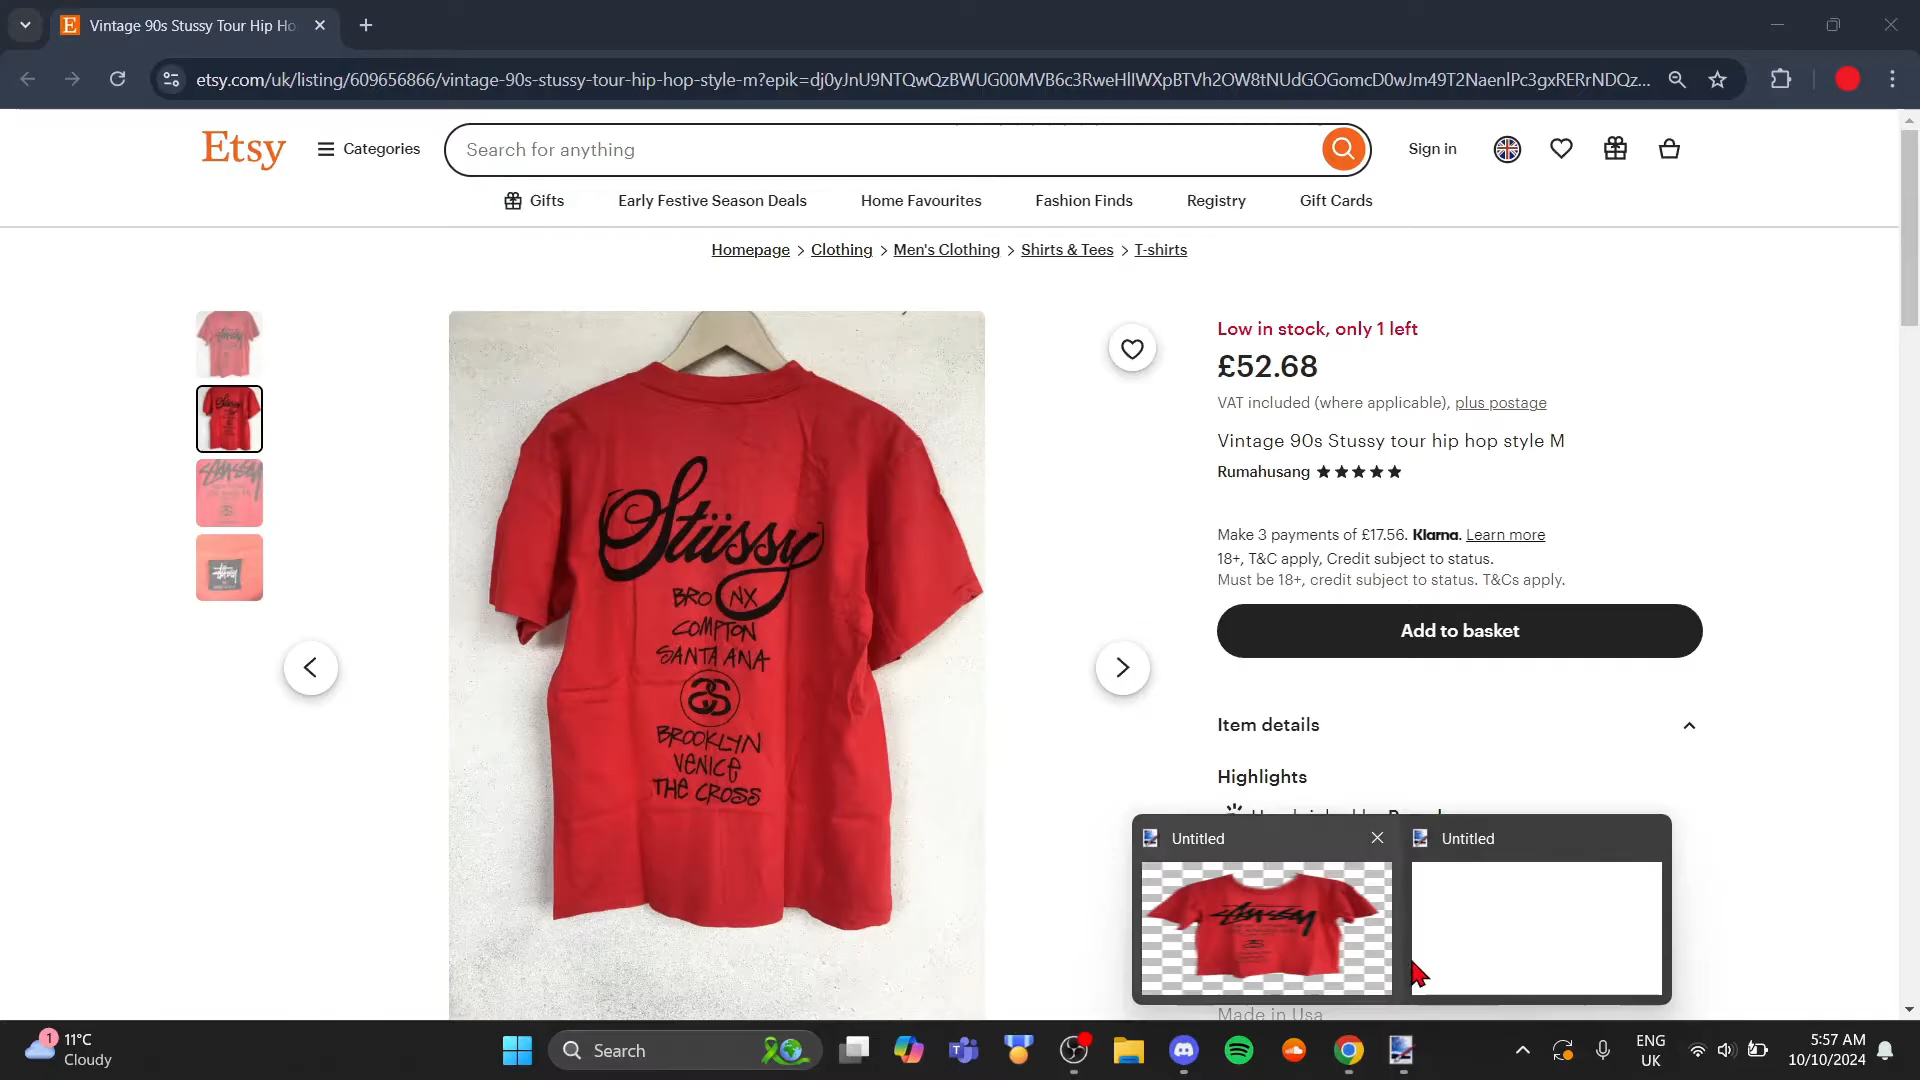 Vintage 90s Stussy Tour Hip Ho
etsy.com/uk/listing/609656866/vintage-90s-stussy-tour-hip-hop-style-m?epik=dj0yJnU9NTQwQzBWUG00MVB6c3RweHllWXpBTVh2OW8tNUdGOGomcD0wJm49T2NaenlPc3gxRERrNDQz...
Etsy
Categories
Search for anything
Sign in
Gifts
Early Festive Season Deals
Home Favourites
Fashion Finds
Registry
Gift Cards
Homepage > Clothing > Men's Clothing > Shirts & Tees > T-shirts
Low in stock, only 1 left
£52.68
VAT included (where applicable), plus postage
Vintage 90s Stussy tour hip hop style M
Rumahusang
Make 3 payments of £17.56. Klarna. Learn more
18+, T&C apply, Credit subject to status.
Must be 18+, credit subject to status. T&Cs apply.
Add to basket
Item details
Highlights
Stüssy
BRONX
COMPTON
SANTA ANA
BROOKLYN
VENICE
THE CROSS
Untitled
Untitled
Made in Usa
1
11°C
Cloudy
Search
ENG
UK
5:57 AM
10/10/2024